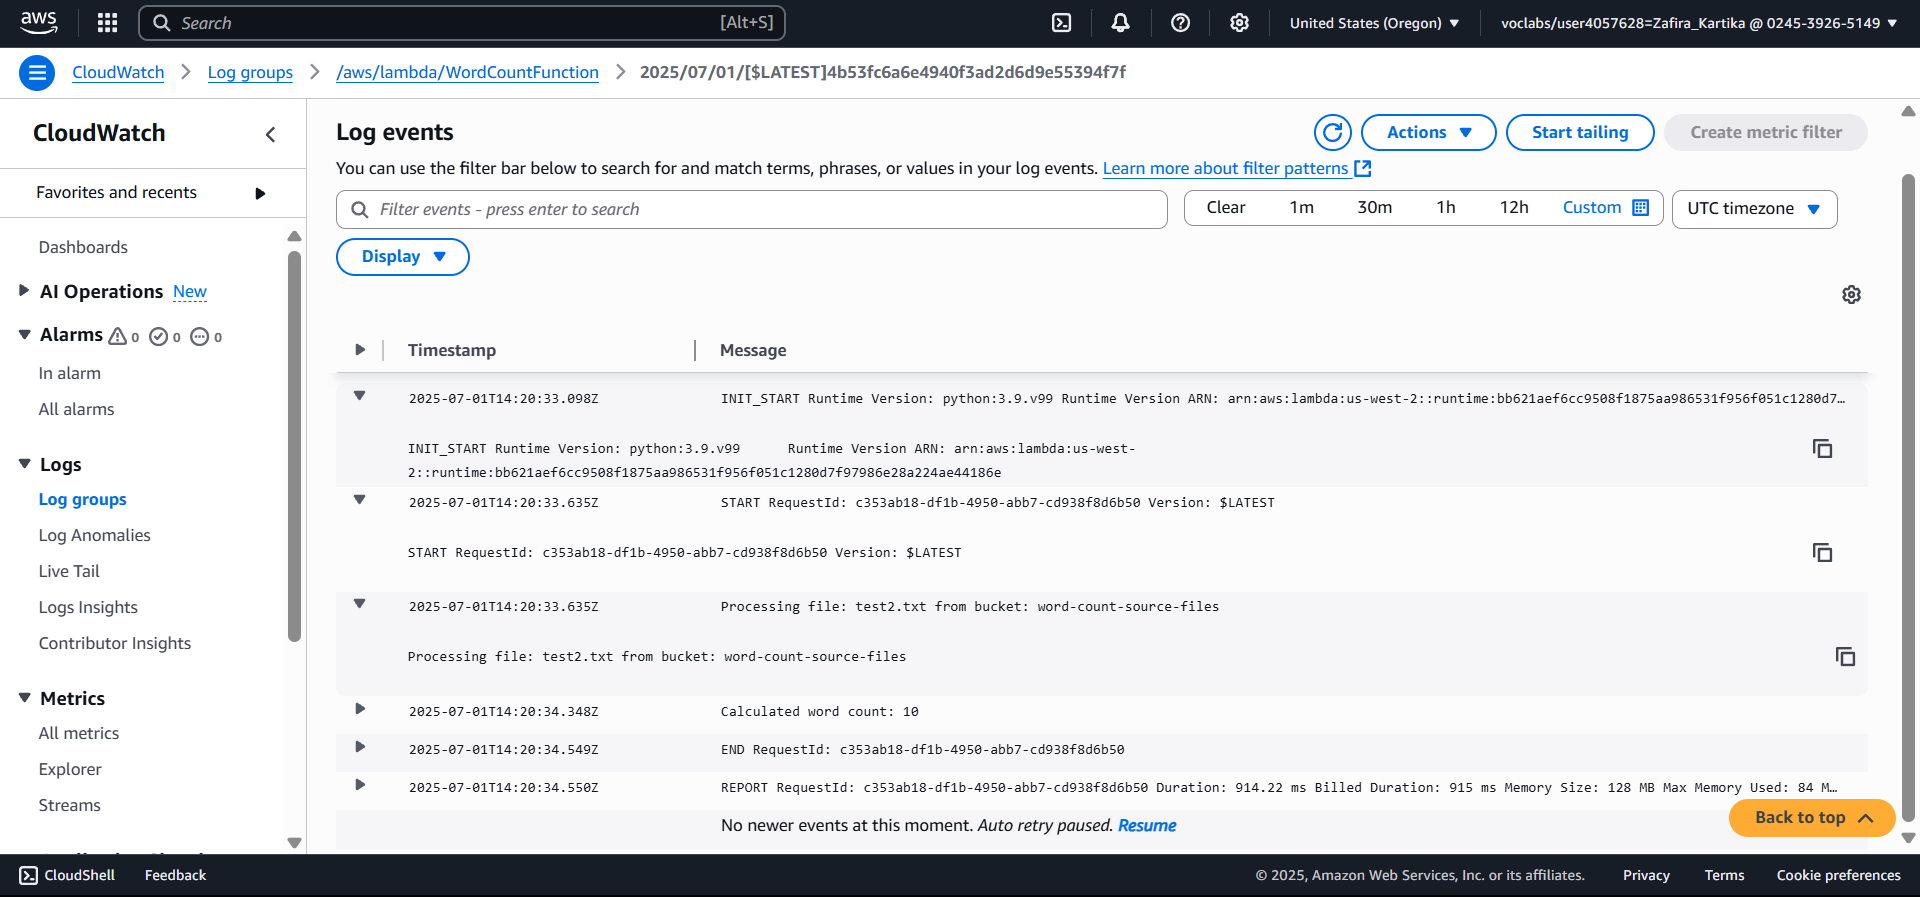 aws
Search
[Alt+S]
United States (Oregon)
voclabs/user4057628=Zafira_Kartika @ 0245-3926-5149
CloudWatch
Log groups
/aws/lambda/WordCountFunction
2025/07/01/[$LATEST]4b53fc6a6e4940f3ad2d6d9e55394f7f
CloudWatch
Favorites and recents
Dashboards
AI Operations New
Alarms 0 0 0
In alarm
All alarms
Logs
Log groups
Log Anomalies
Live Tail
Logs Insights
Contributor Insights
Metrics
All metrics
Explorer
Streams
Log events
Actions
Start tailing
Create metric filter
You can use the filter bar below to search for and match terms, phrases, or values in your log events. Learn more about filter patterns
Filter events - press enter to search
Clear 1m 30m 1h 12h Custom
UTC timezone
Display
Timestamp Message
2025-07-01T14:20:33.098Z INIT_START Runtime Version: python:3.9.v99 Runtime Version ARN: arn:aws:lambda:us-west-2::runtime:bb621aef6cc9508f1875aa986531f956f051c1280d7…
INIT_START Runtime Version: python:3.9.v99 Runtime Version ARN: arn:aws:lambda:us-west-
2::runtime:bb621aef6cc9508f1875aa986531f956f051c1280d7f97986e28a224ae44186e
2025-07-01T14:20:33.635Z START RequestId: c353ab18-df1b-4950-abb7-cd938f8d6b50 Version: $LATEST
START RequestId: c353ab18-df1b-4950-abb7-cd938f8d6b50 Version: $LATEST
2025-07-01T14:20:33.635Z Processing file: test2.txt from bucket: word-count-source-files
Processing file: test2.txt from bucket: word-count-source-files
2025-07-01T14:20:34.348Z Calculated word count: 10
2025-07-01T14:20:34.549Z END RequestId: c353ab18-df1b-4950-abb7-cd938f8d6b50
2025-07-01T14:20:34.550Z REPORT RequestId: c353ab18-df1b-4950-abb7-cd938f8d6b50 Duration: 914.22 ms Billed Duration: 915 ms Memory Size: 128 MB Max Memory Used: 84 M…
No newer events at this moment. Auto retry paused. Resume
Back to top
CloudShell
Feedback
© 2025, Amazon Web Services, Inc. or its affiliates.
Privacy
Terms
Cookie preferences